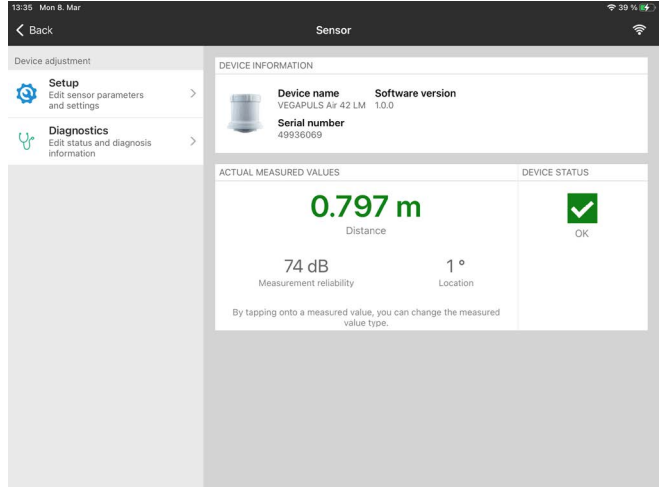 13:35 Mon 8. Mar
39 %
Back
Sensor
Device adjustment
Setup
Edit sensor parameters
and settings
Diagnostics
Edit status and diagnosis
information
DEVICE INFORMATION
Device name Software version
VEGAPULS Air 42 LM 1.0.0
Serial number
49936069
ACTUAL MEASURED VALUES
0.797 m
Distance
74 dB
Measurement reliability
1 °
Location
By tapping onto a measured value, you can change the measured
value type.
DEVICE STATUS
OK